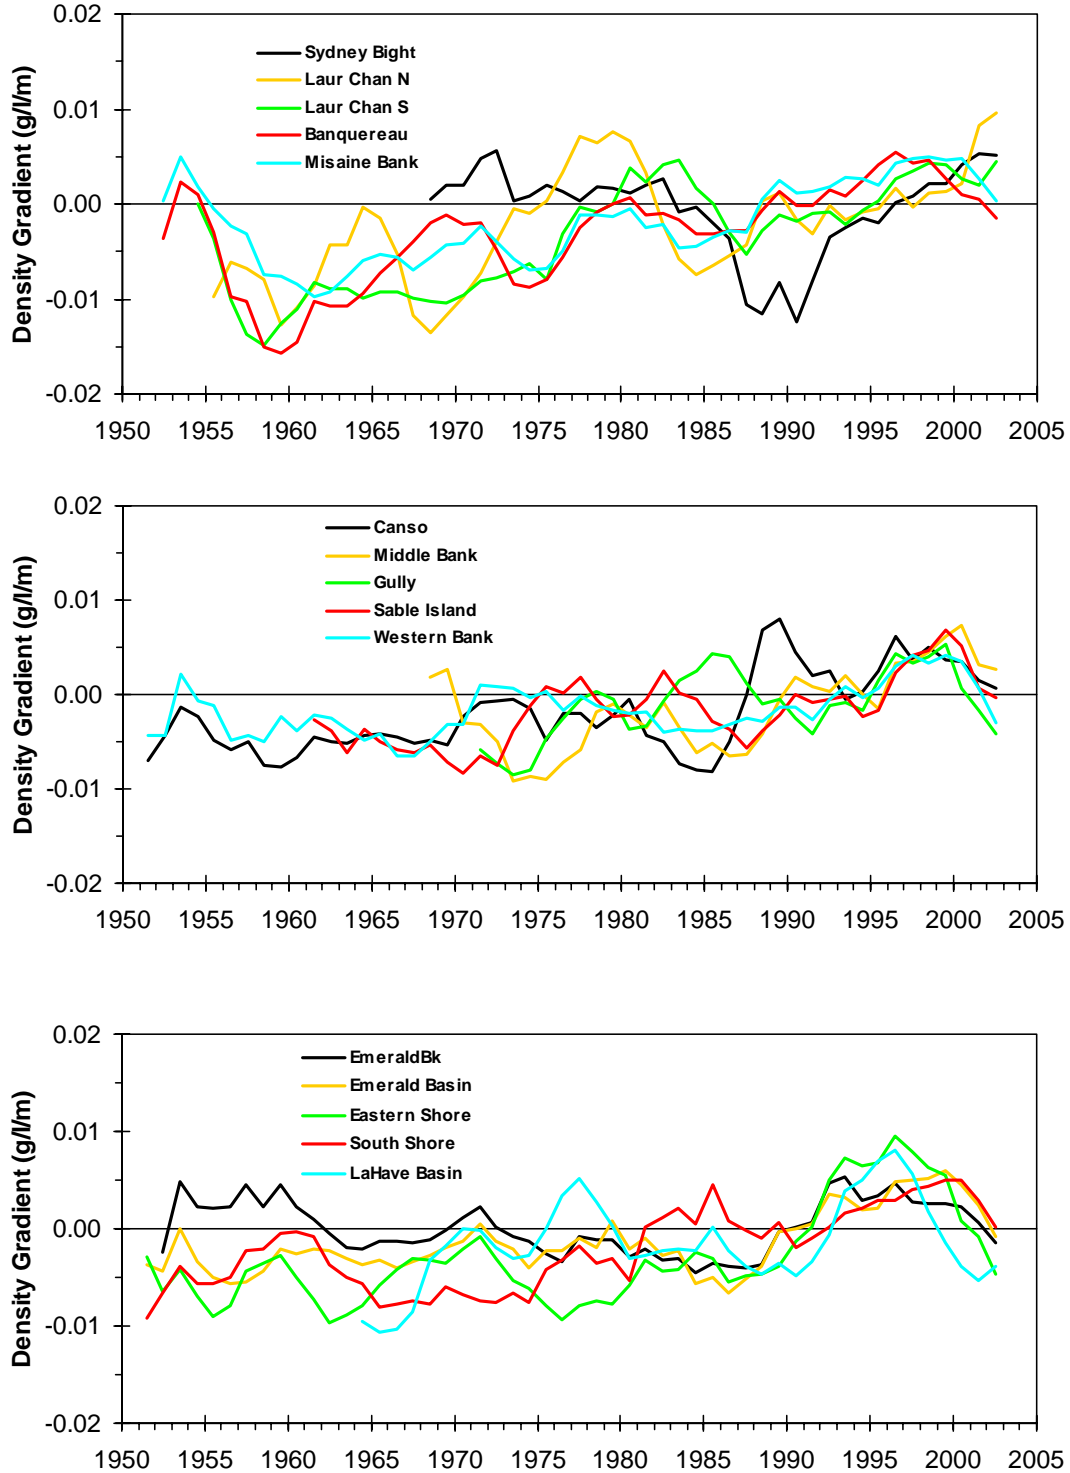 0.02
Sydney Bight
Laur Chan N
Laur Chan S
Banquereau
Misaine Bank
0.01
0.00
-0.01
-0.02
Density Gradient (g/l/m)
1950 1955 1960 1965 1970 1975 1980 1985 1990 1995 2000 2005
0.02
Canso
Middle Bank
Gully
Sable Island
Western Bank
0.01
0.00
-0.01
-0.02
Density Gradient (g/l/m)
1950 1955 1960 1965 1970 1975 1980 1985 1990 1995 2000 2005
0.02
EmeraldBk
Emerald Basin
Eastern Shore
South Shore
LaHave Basin
0.01
0.00
-0.01
-0.02
Density Gradient (g/l/m)
1950 1955 1960 1965 1970 1975 1980 1985 1990 1995 2000 2005